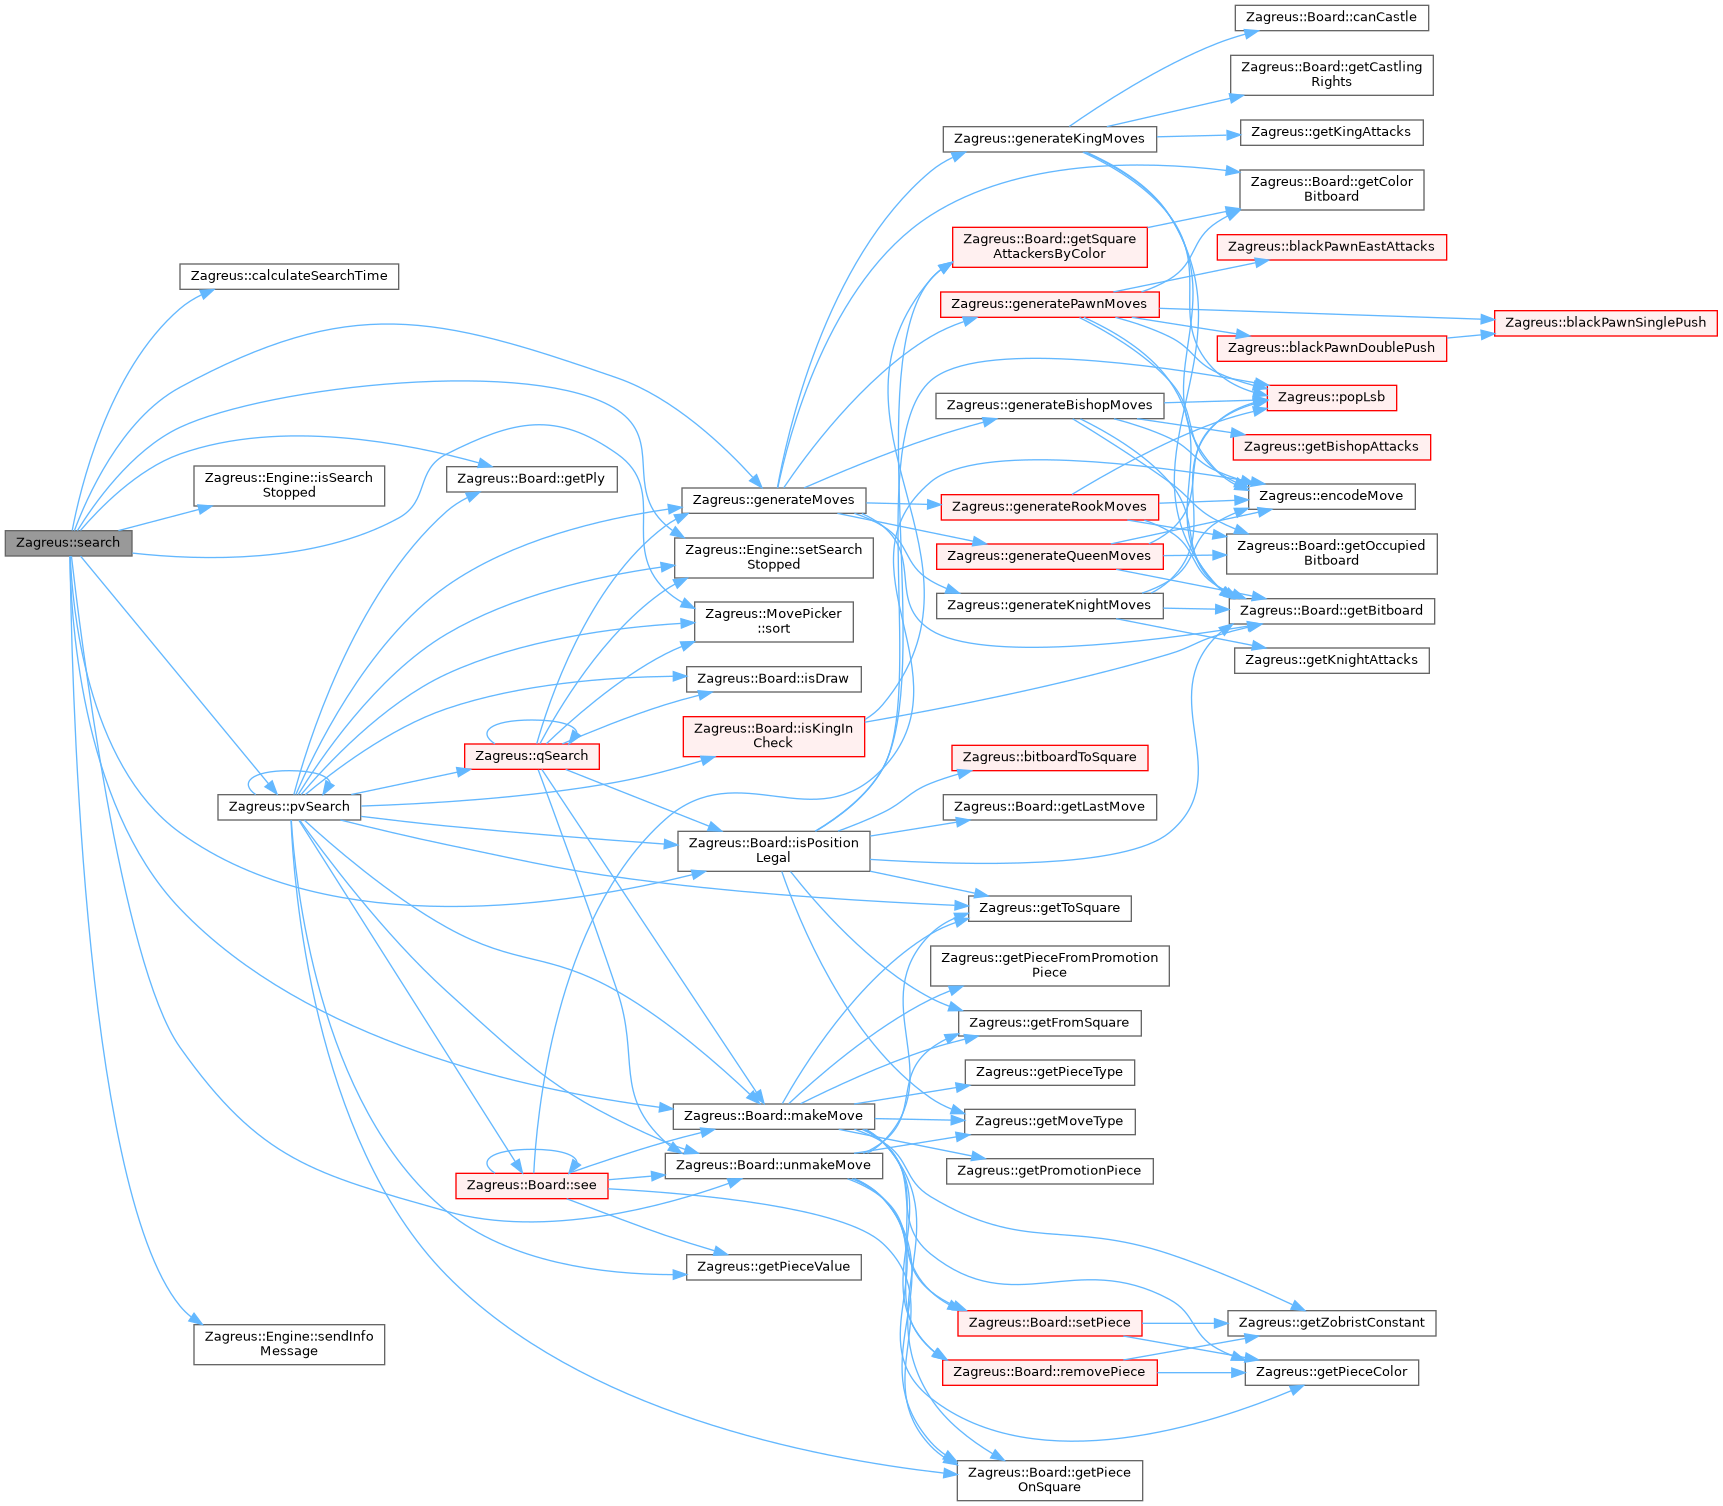 Zagreus::search
Zagreus::calculateSearchTime
Zagreus::Engine::isSearch
Stopped
Zagreus::pvSearch
Zagreus::Engine::sendInfo
Message
Zagreus::Board::getPly
Zagreus::qSearch
Zagreus::Board::see
Zagreus::generateMoves
Zagreus::Engine::setSearch
Stopped
Zagreus::MovePicker
::sort
Zagreus::Board::isDraw
Zagreus::Board::isKingIn
Check
Zagreus::Board::isPosition
Legal
Zagreus::Board::makeMove
Zagreus::Board::unmakeMove
Zagreus::getPieceValue
Zagreus::generateKingMoves
Zagreus::Board::getSquare
AttackersByColor
Zagreus::generatePawnMoves
Zagreus::generateBishopMoves
Zagreus::generateRookMoves
Zagreus::generateQueenMoves
Zagreus::generateKnightMoves
Zagreus::bitboardToSquare
Zagreus::Board::getLastMove
Zagreus::getToSquare
Zagreus::getPieceFromPromotion
Piece
Zagreus::getFromSquare
Zagreus::getPieceType
Zagreus::getMoveType
Zagreus::getPromotionPiece
Zagreus::Board::setPiece
Zagreus::Board::removePiece
Zagreus::Board::getPiece
OnSquare
Zagreus::Board::canCastle
Zagreus::Board::getCastling
Rights
Zagreus::getKingAttacks
Zagreus::Board::getColor
Bitboard
Zagreus::blackPawnEastAttacks
Zagreus::blackPawnDoublePush
Zagreus::popLsb
Zagreus::getBishopAttacks
Zagreus::encodeMove
Zagreus::Board::getOccupied
Bitboard
Zagreus::Board::getBitboard
Zagreus::getKnightAttacks
Zagreus::getZobristConstant
Zagreus::getPieceColor
Zagreus::blackPawnSinglePush